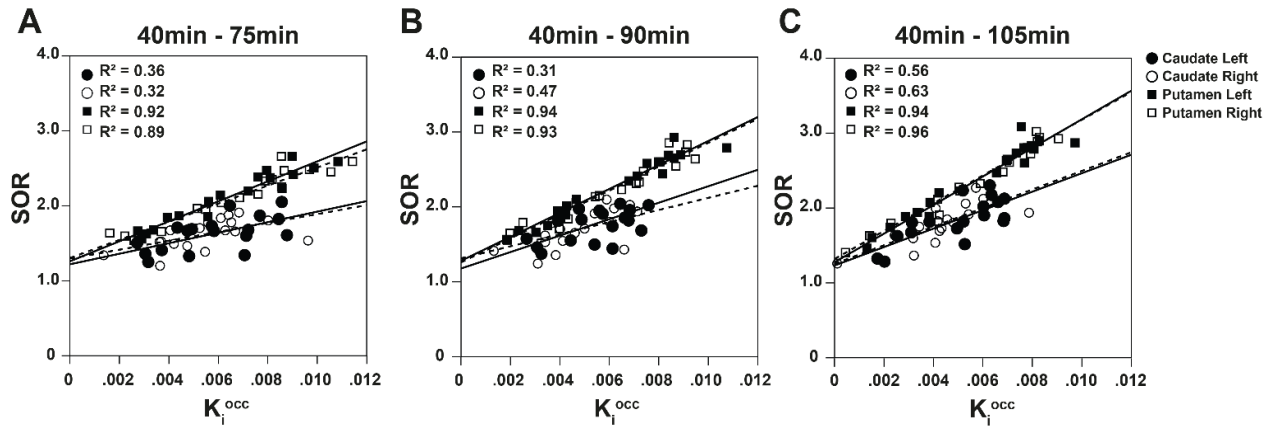 A
40min - 75min
4.0
3.0
2.0
1.0
0
SOR
R² = 0.36
R² = 0.32
R² = 0.92
R² = 0.89
0 .002 .004 .006 .008 .010 .012
Kᵢᵒᶜᶜ
B
40min - 90min
4.0
3.0
2.0
1.0
0
SOR
R² = 0.31
R² = 0.47
R² = 0.94
R² = 0.93
0 .002 .004 .006 .008 .010 .012
Kᵢᵒᶜᶜ
C
40min - 105min
4.0
3.0
2.0
1.0
0
SOR
R² = 0.56
R² = 0.63
R² = 0.94
R² = 0.96
0 .002 .004 .006 .008 .010 .012
Kᵢᵒᶜᶜ
Caudate Left
Caudate Right
Putamen Left
Putamen Right